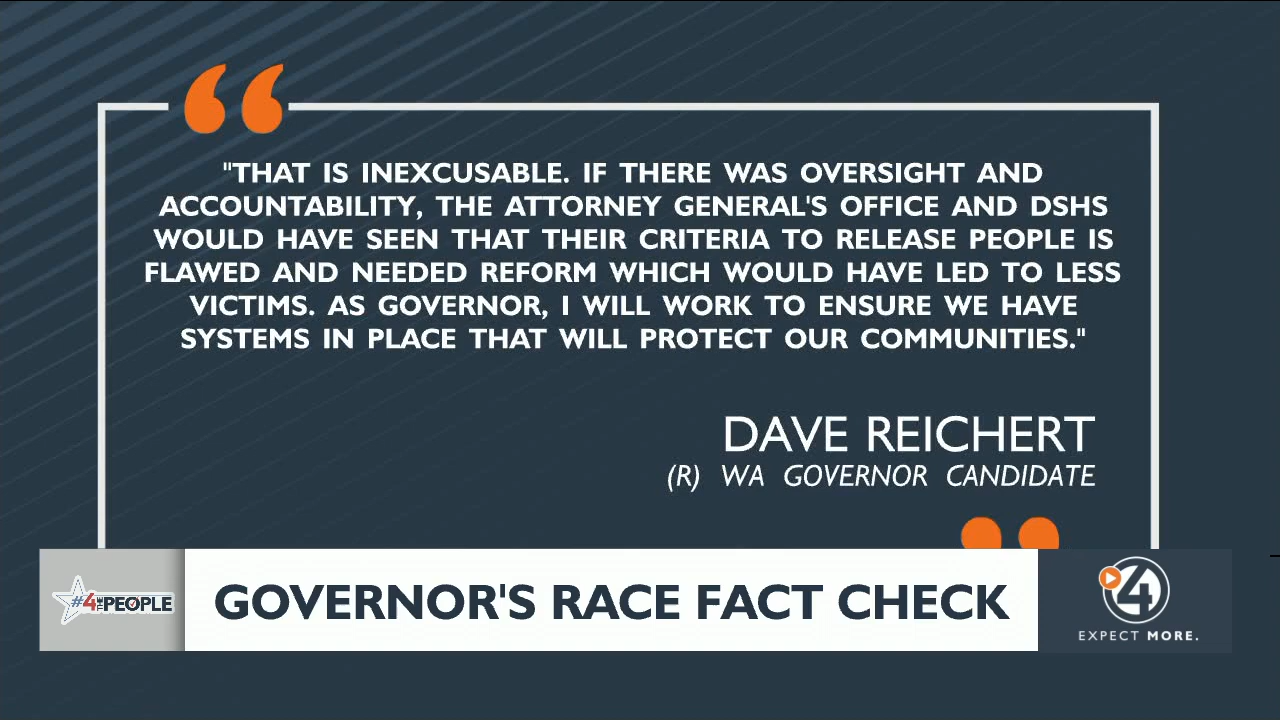 "THAT IS INEXCUSABLE. IF THERE WAS OVERSIGHT AND
ACCOUNTABILITY, THE ATTORNEY GENERAL'S OFFICE AND DSHS
WOULD HAVE SEEN THAT THEIR CRITERIA TO RELEASE PEOPLE IS
FLAWED AND NEEDED REFORM WHICH WOULD HAVE LED TO LESS
VICTIMS. AS GOVERNOR, I WILL WORK TO ENSURE WE HAVE
SYSTEMS IN PLACE THAT WILL PROTECT OUR COMMUNITIES."
DAVE REICHERT
(R) WA GOVERNOR CANDIDATE
#4 THE PEOPLE
GOVERNOR'S RACE FACT CHECK
4
EXPECT MORE.